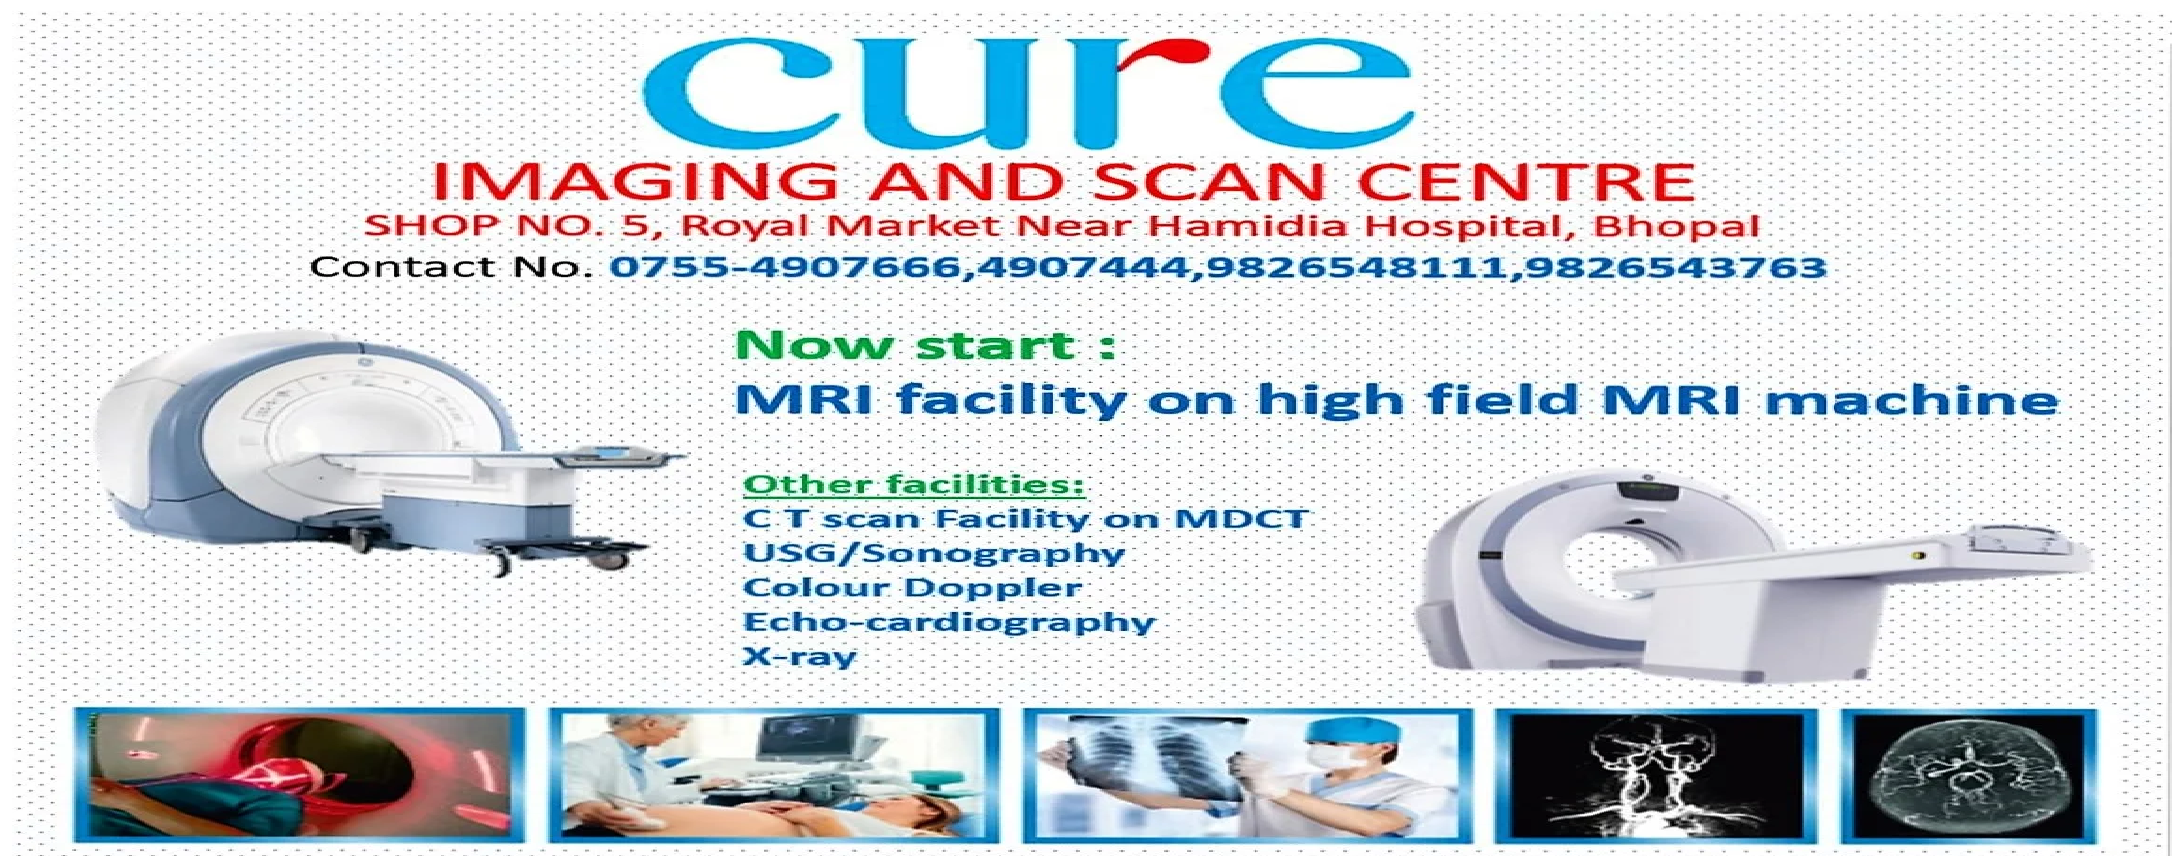 cure
IMAGING AND SCAN CENTRE
SHOP NO. 5, Royal Market Near Hamidia Hospital, Bhopal
Contact No. 0755-4907666,4907444,9826548111,9826543763
Now start :
MRI facility on high field MRI machine
Other facilities:
C T scan Facility on MDCT
USG/Sonography
Colour Doppler
Echo-cardiography
X-ray